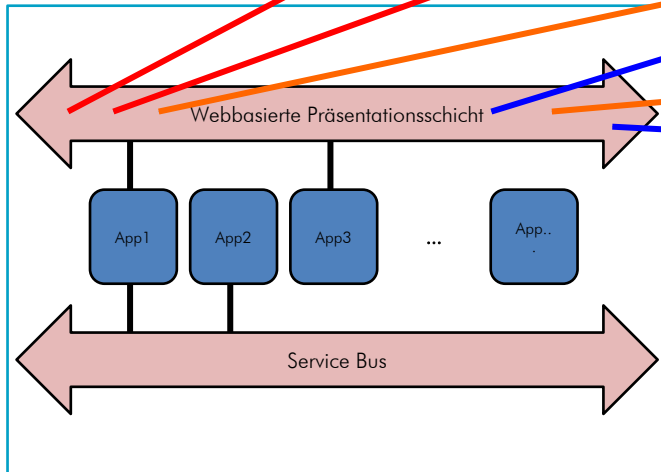 Webbasierte Präsentationsschicht
App1
App2
App3
...
App..
.
Service Bus